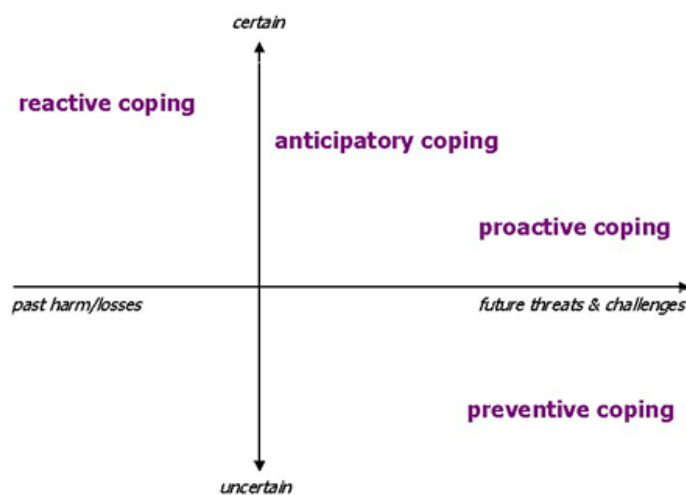 certain
reactive coping
anticipatory coping
proactive coping
past harm/losses
future threats & challenges
preventive coping
uncertain